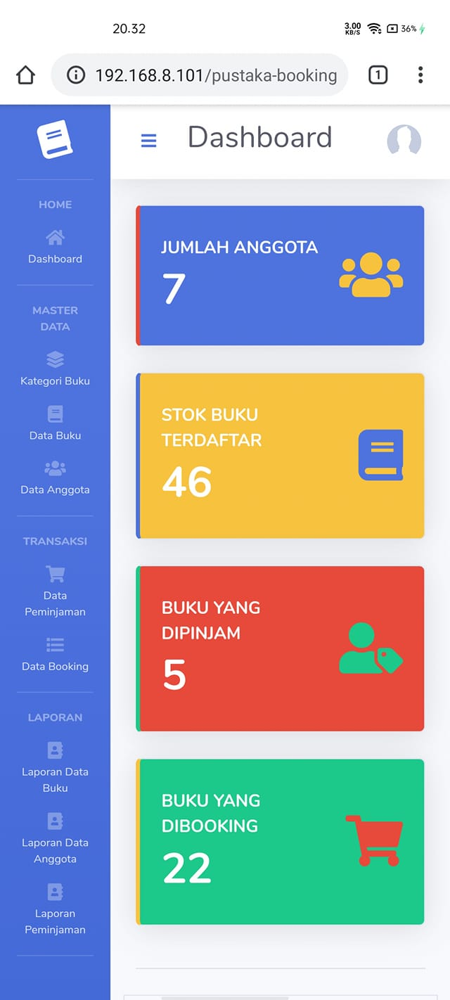 20.32
3.00
KB/S
36%
192.168.8.101/pustaka-booking
1
Dashboard
HOME
Dashboard
MASTER
DATA
Kategori Buku
Data Buku
Data Anggota
TRANSAKSI
Data
Peminjaman
Data Booking
LAPORAN
Laporan Data
Buku
Laporan Data
Anggota
Laporan
Peminjaman
JUMLAH ANGGOTA
7
STOK BUKU
TERDAFTAR
46
BUKU YANG
DIPINJAM
5
BUKU YANG
DIBOOKING
22